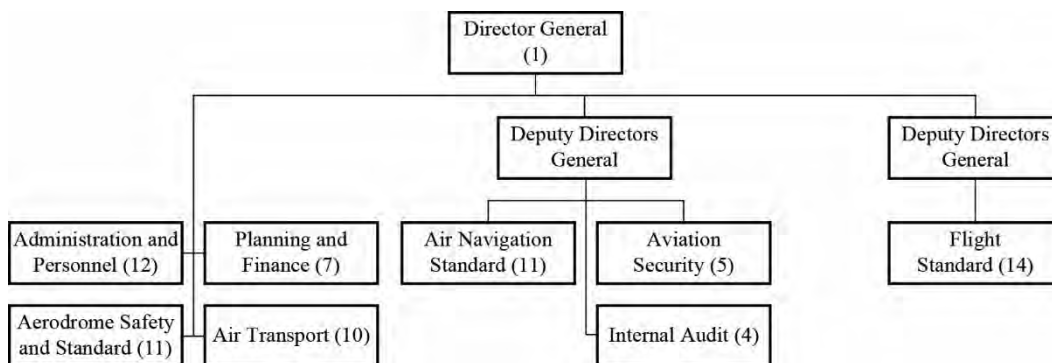 Director General
(1)
Deputy Directors
General
Deputy Directors
General
Administration and
Personnel (12)
Planning and
Finance (7)
Air Navigation
Standard (11)
Aviation
Security (5)
Flight
Standard (14)
Aerodrome Safety
and Standard (11)
Air Transport (10)
Internal Audit (4)